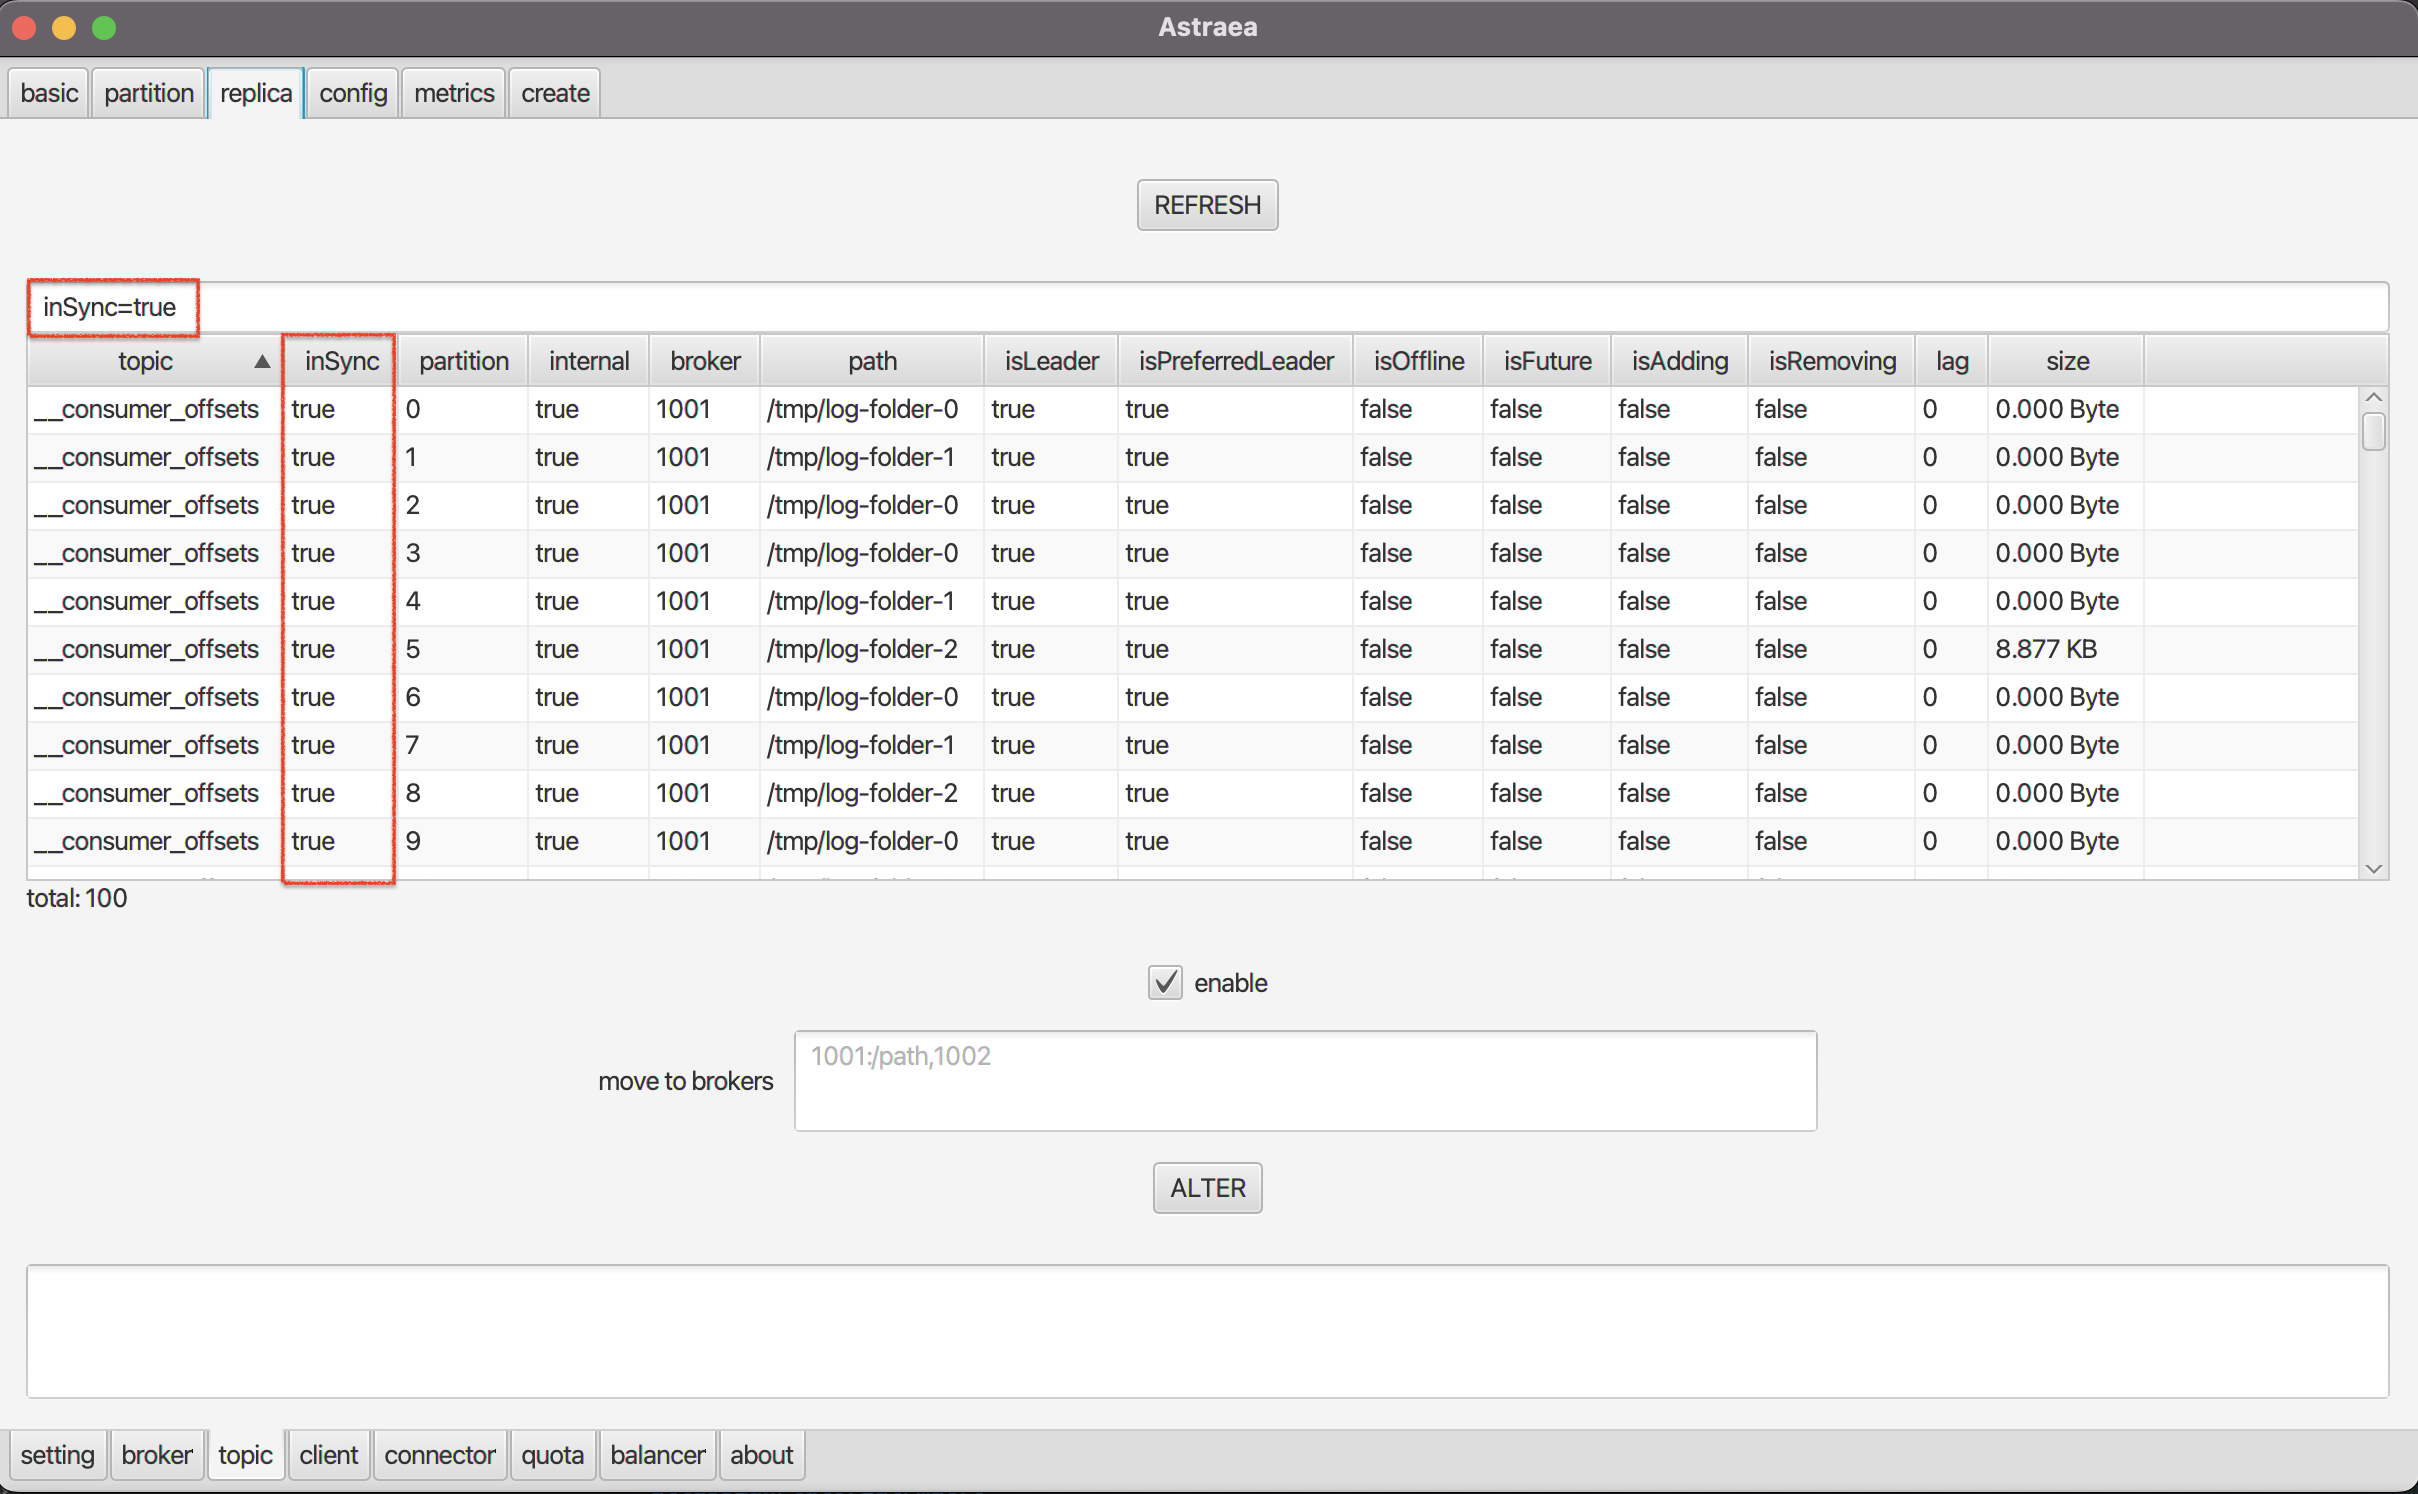 Astraea
basic partition replica config metrics create
REFRESH
inSync=true
topic ▲ inSync partition internal broker path isLeader isPreferredLeader isOffline isFuture isAdding isRemoving lag size
__consumer_offsets true 0 true 1001 /tmp/log-folder-0 true true false false false false 0 0.000 Byte
__consumer_offsets true 1 true 1001 /tmp/log-folder-1 true true false false false false 0 0.000 Byte
__consumer_offsets true 2 true 1001 /tmp/log-folder-0 true true false false false false 0 0.000 Byte
__consumer_offsets true 3 true 1001 /tmp/log-folder-0 true true false false false false 0 0.000 Byte
__consumer_offsets true 4 true 1001 /tmp/log-folder-1 true true false false false false 0 0.000 Byte
__consumer_offsets true 5 true 1001 /tmp/log-folder-2 true true false false false false 0 8.877 KB
__consumer_offsets true 6 true 1001 /tmp/log-folder-0 true true false false false false 0 0.000 Byte
__consumer_offsets true 7 true 1001 /tmp/log-folder-1 true true false false false false 0 0.000 Byte
__consumer_offsets true 8 true 1001 /tmp/log-folder-2 true true false false false false 0 0.000 Byte
__consumer_offsets true 9 true 1001 /tmp/log-folder-0 true true false false false false 0 0.000 Byte
total: 100
enable
move to brokers 1001:/path,1002
ALTER
setting broker topic client connector quota balancer about